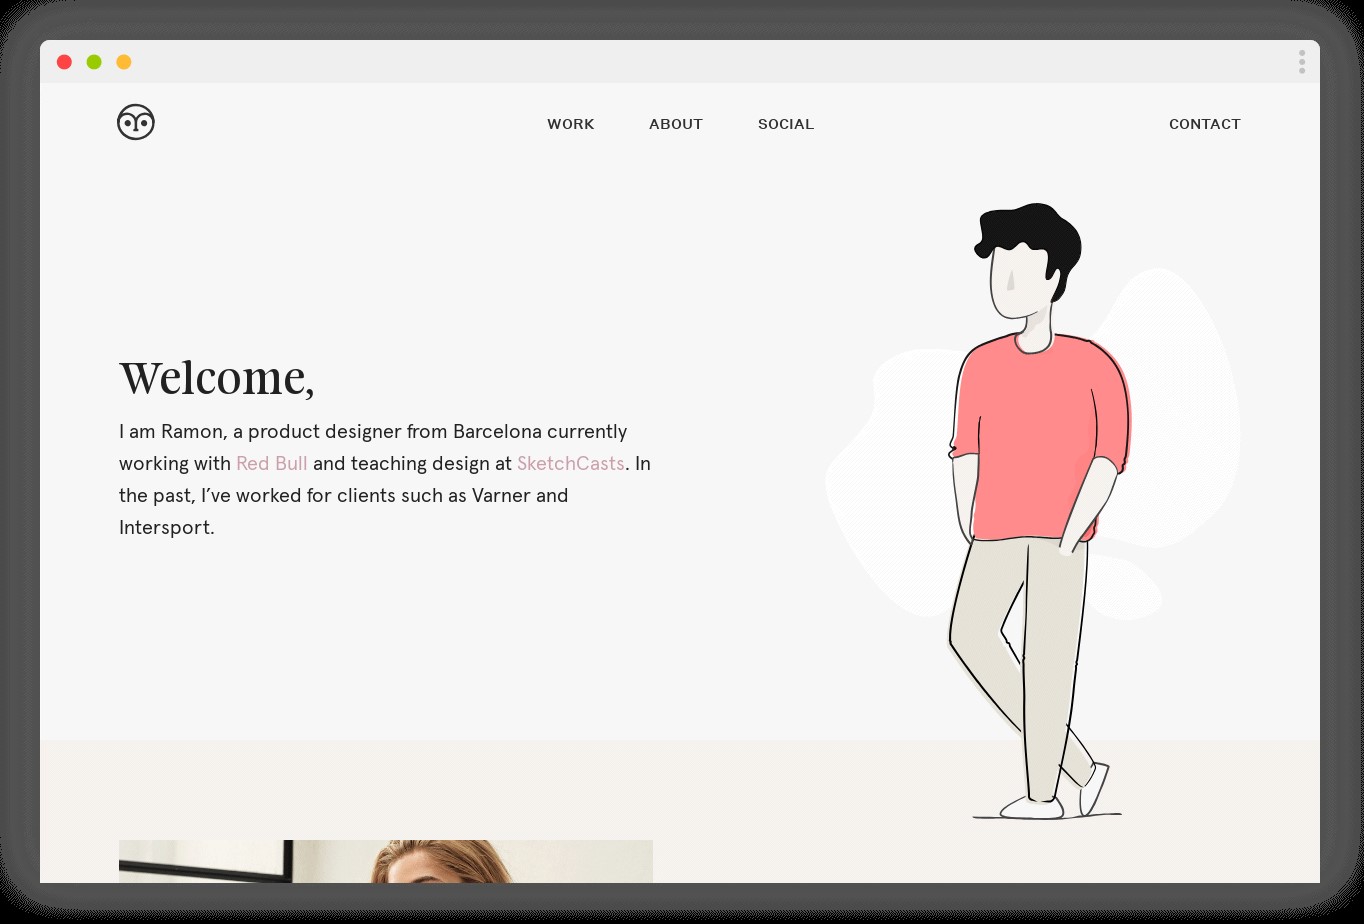 WORK ABOUT SOCIAL CONTACT
Welcome,
I am Ramon, a product designer from Barcelona currently
working with Red Bull and teaching design at SketchCasts. In
the past, I’ve worked for clients such as Varner and
Intersport.